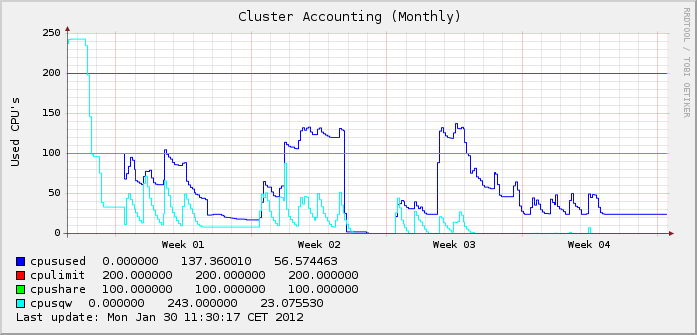 Cluster Accounting (Monthly)
RRDTOOL / TOBI OETIKER
Used CPU's
250
200
150
100
50
0
Week 01 Week 02 Week 03 Week 04
cpusused 0.000000 137.360010 56.574463
cpulimit 200.000000 200.000000 200.000000
cpushare 100.000000 100.000000 100.000000
cpusqw 0.000000 243.000000 23.075530
Last update: Mon Jan 30 11:30:17 CET 2012